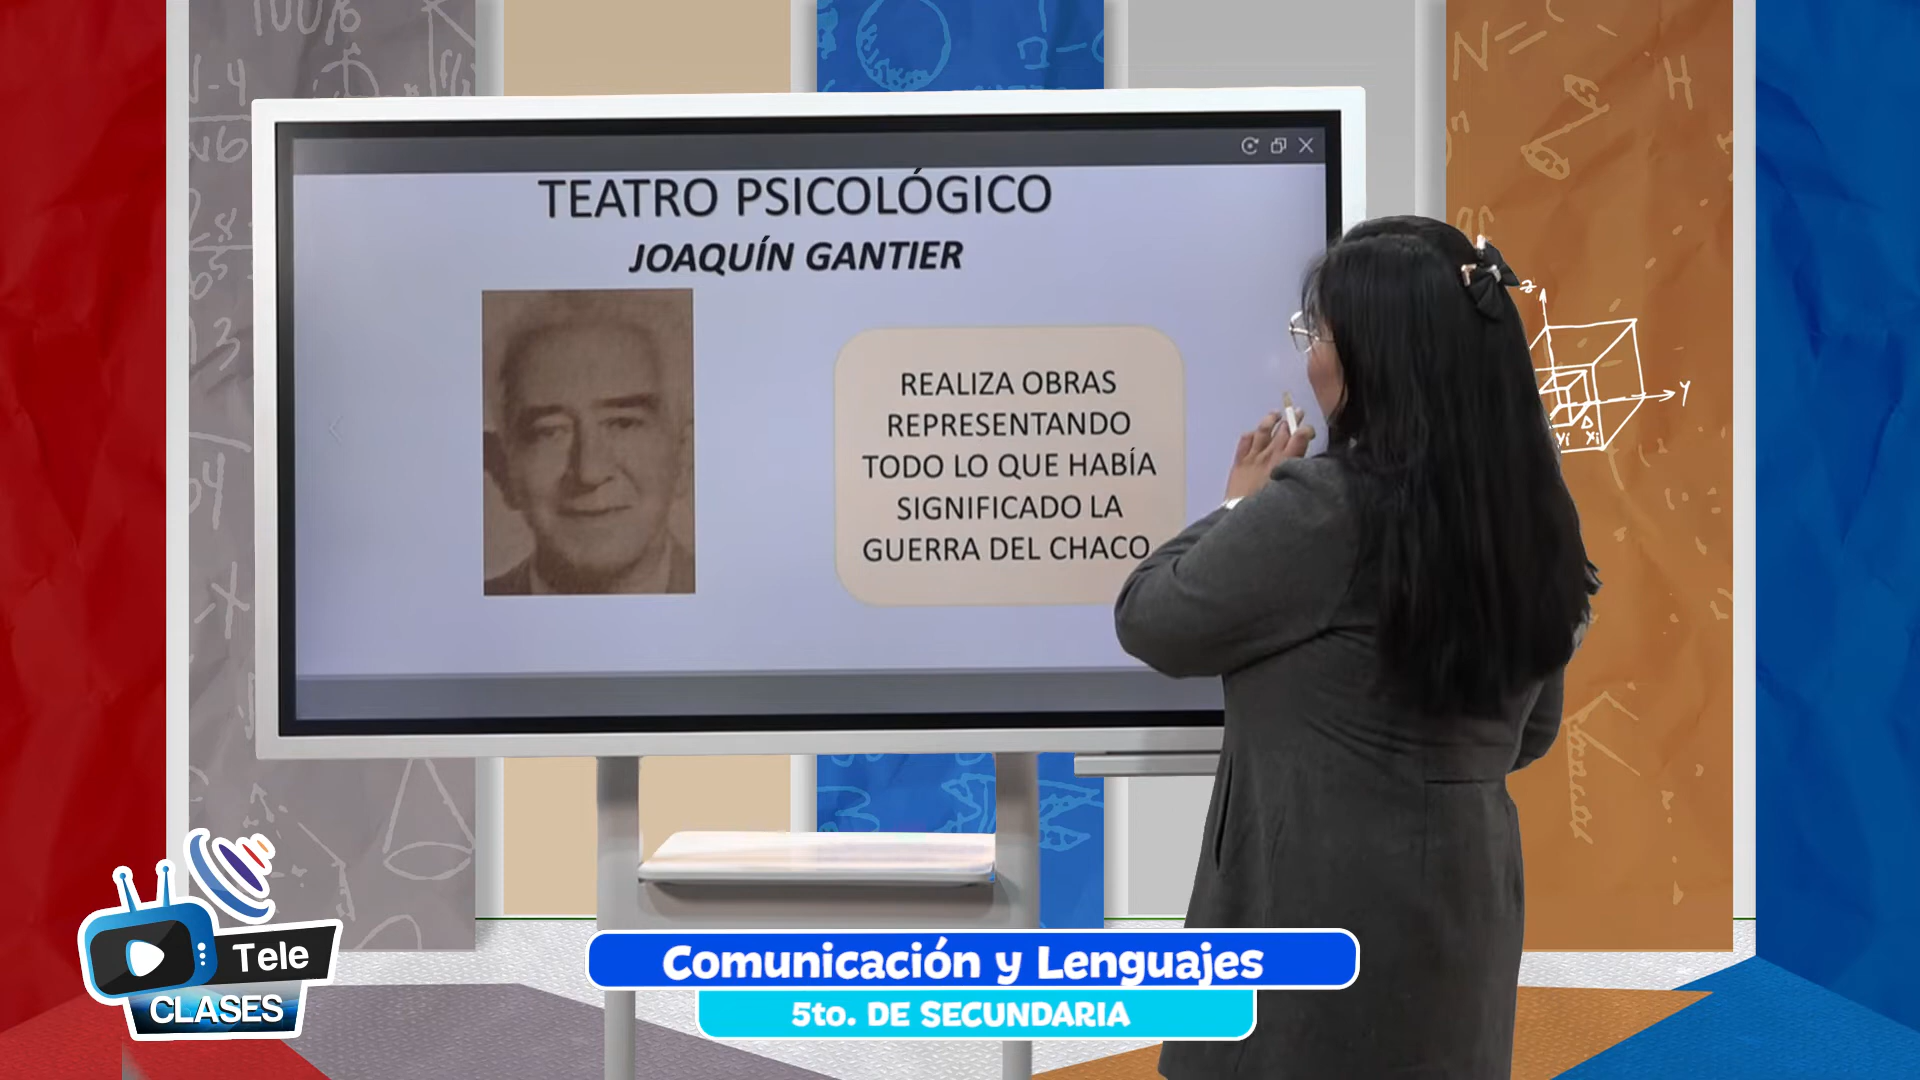 TEATRO PSICOLÓGICO
JOAQUÍN GANTIER
REALIZA OBRAS
REPRESENTANDO
TODO LO QUE HABÍA
SIGNIFICADO LA
GUERRA DEL CHACO
Tele
CLASES
Comunicación y Lenguajes
5to. DE SECUNDARIA